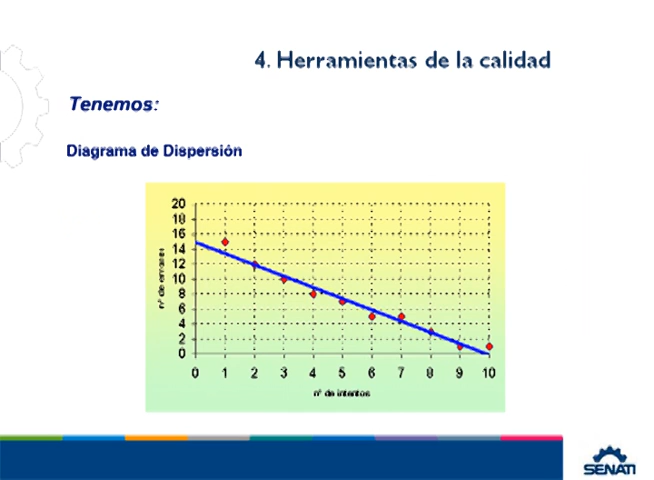 4. Herramientas de la calidad
Tenemos:
Diagrama de Dispersión
20
18
16
14
12
10
8
6
4
2
0
nº de errores
0 1 2 3 4 5 6 7 8 9 10
nº de intentos
SENATI